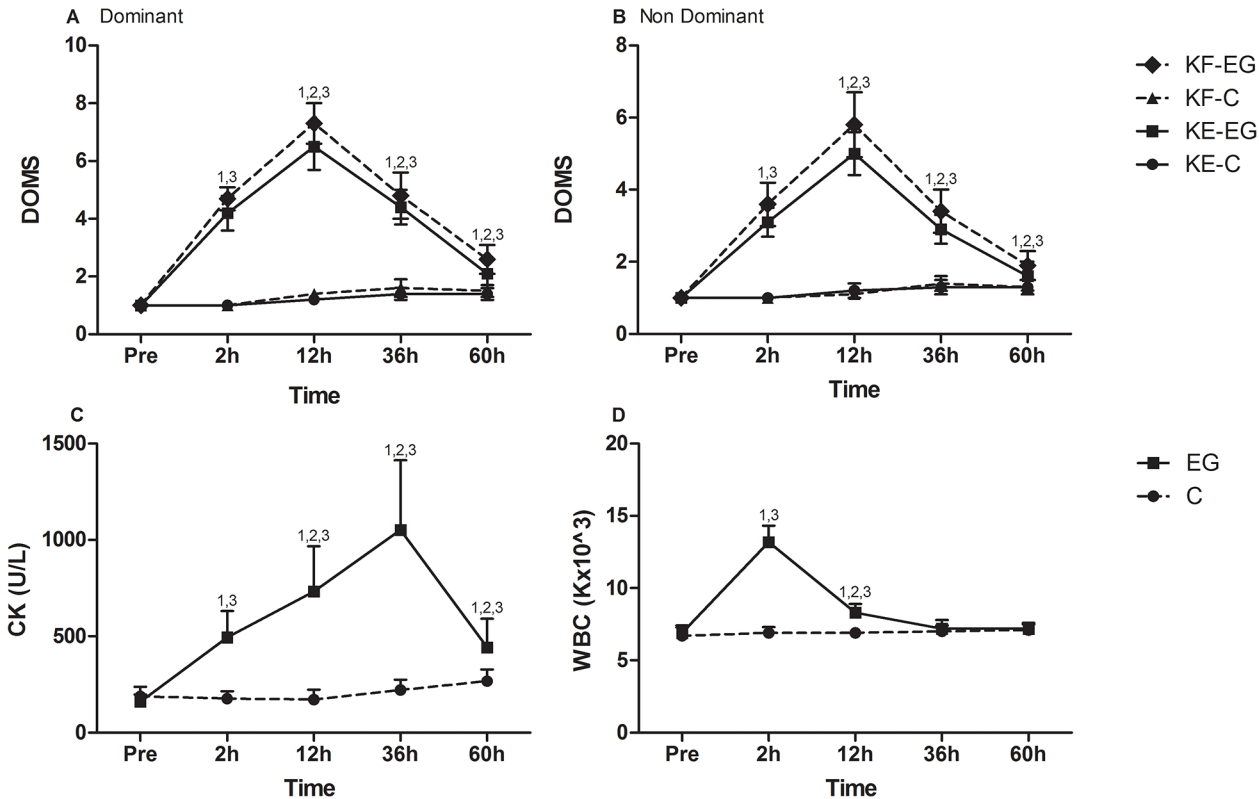 A Dominant
10
8
6
4
2
0
DOMS
1,3
1,2,3
1,2,3
1,2,3
Pre 2h 12h 36h 60h
Time
B Non Dominant
8
6
4
2
0
DOMS
1,3
1,2,3
1,2,3
1,2,3
Pre 2h 12h 36h 60h
Time
KF-EG
KF-C
KE-EG
KE-C
C
1500
1000
500
0
CK (U/L)
1,3
1,2,3
1,2,3
1,2,3
Pre 2h 12h 36h 60h
Time
D
20
15
10
5
0
WBC (Kx10^3)
1,3
1,2,3
Pre 2h 12h 36h 60h
Time
EG
C